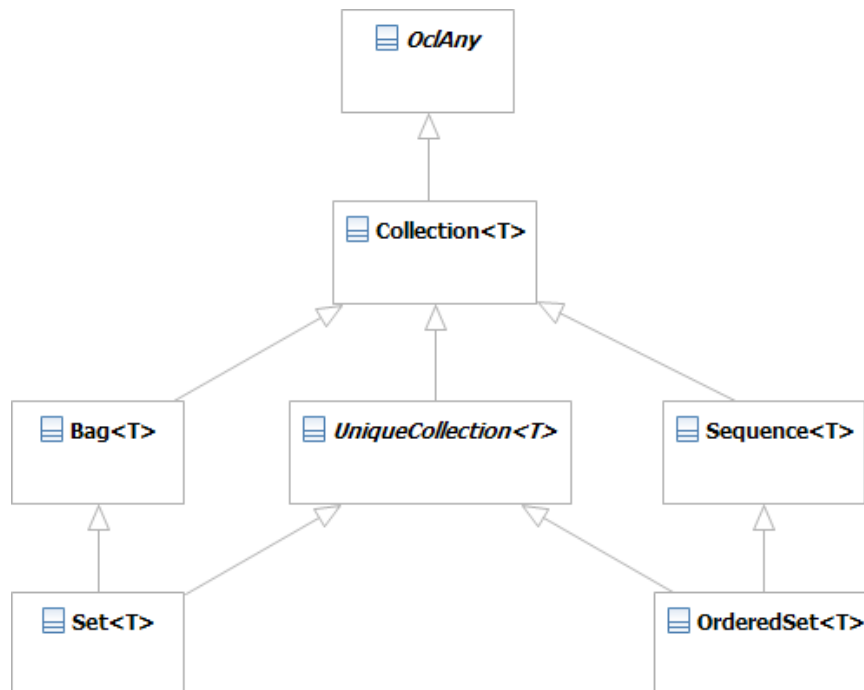 OclAny
Collection<T>
Bag<T>
UniqueCollection<T>
Sequence<T>
Set<T>
OrderedSet<T>